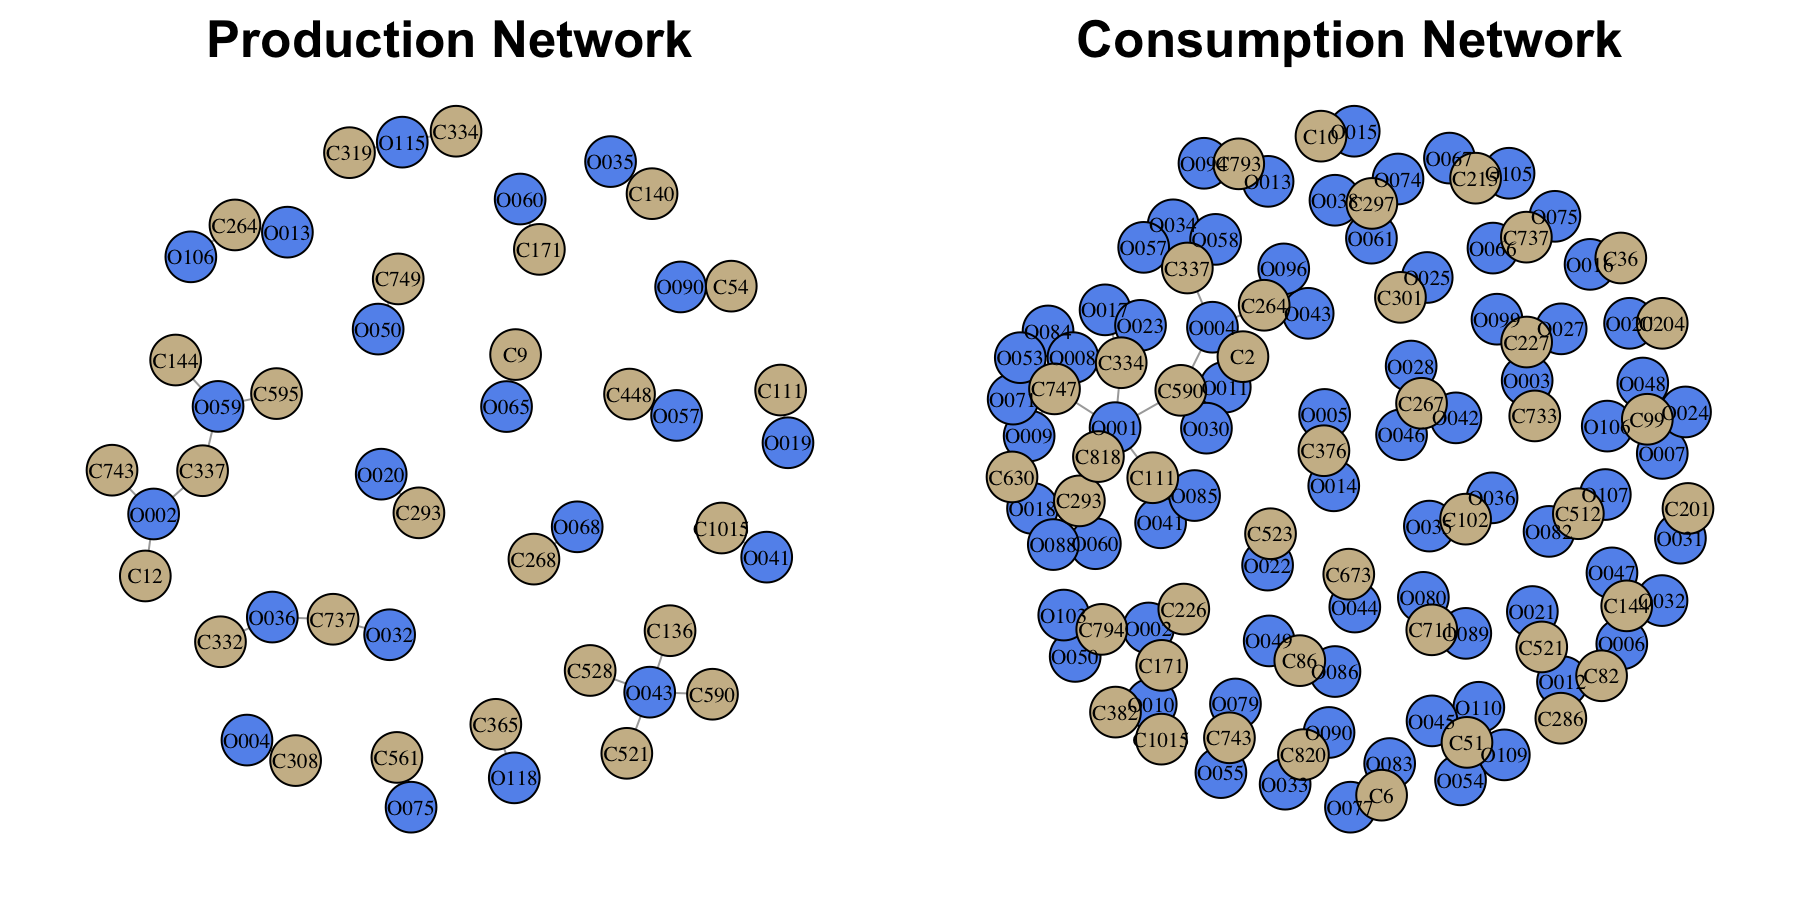 Production Network
C319
O115
C334
O035
C140
O060
C171
C264
O013
O106
C749
O050
O090
C54
C144
O059
C595
C9
O065
C448
O057
C111
O019
C743
C337
O002
C12
O020
C293
O068
C268
C1015
O041
C332
O036
C737
O032
C136
C528
O043
C590
C521
O004
C308
C561
O075
C365
O118
Consumption Network
C10
O015
O094
C793
O013
O067
C215
O105
O074
O038
C297
O061
O075
C737
O066
C36
O016
O034
O058
O057
C337
O096
C264
O043
O025
C301
O017
O023
O004
C334
C2
C590
O011
O030
O084
O053
O008
C747
O071
O009
O001
C818
C111
O085
O041
C630
C293
O018
O088
O060
O099
O027
C227
O003
C733
O020
C204
O028
C267
O042
O046
O048
O024
C99
O106
O007
O005
C376
O014
O036
C102
O035
O107
C512
O082
C201
O031
C523
O022
C673
O044
O047
O032
C144
O006
O103
C794
O002
C226
O050
C171
O010
C382
C1015
O049
C86
O086
O080
C711
O089
O021
C521
O012
C82
C286
O079
C743
O055
O090
C820
O033
O083
C6
O077
O045
O110
C51
O109
O054